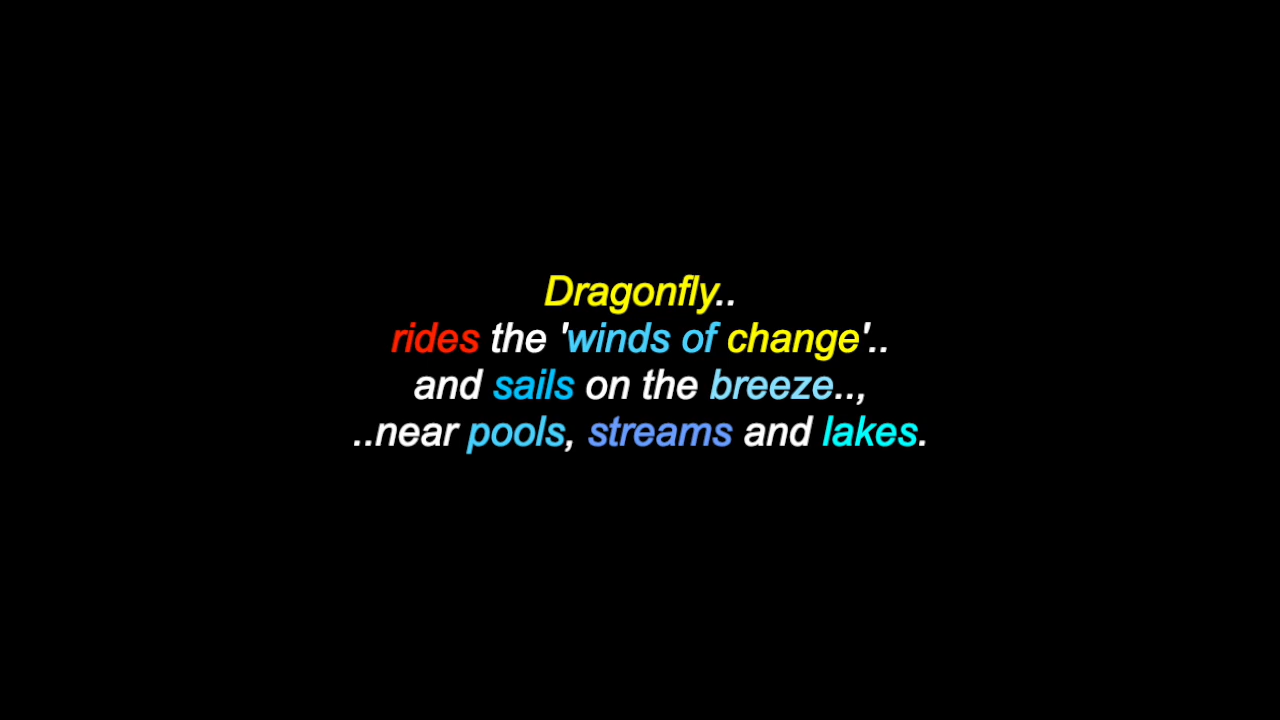 Dragonfly..
rides the 'winds of change'..
and sails on the breeze..,
..near pools, streams and lakes.